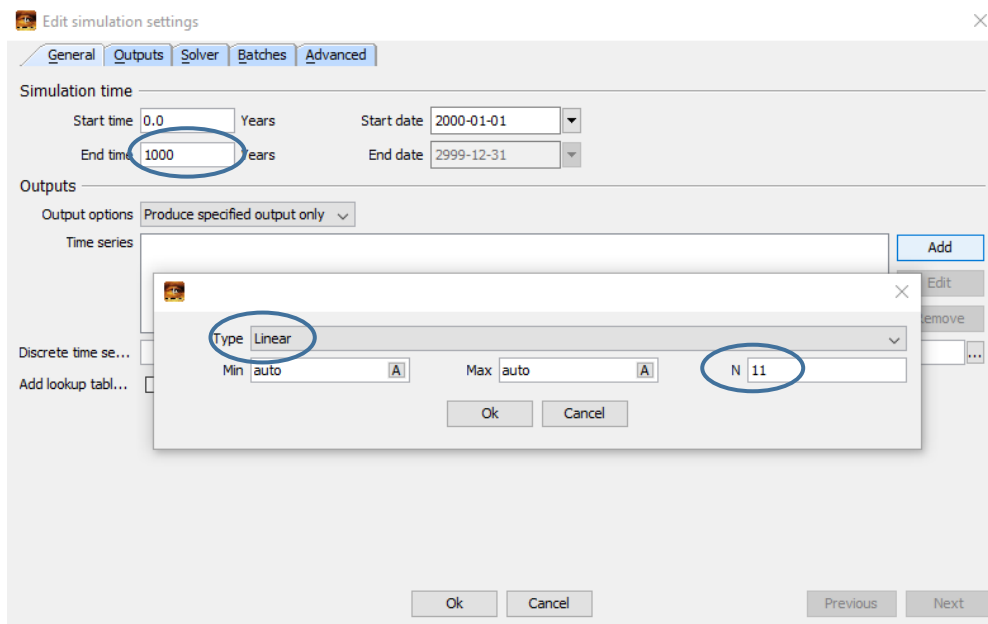 Edit simulation settings
General Outputs Solver Batches Advanced
Simulation time
Start time 0.0 Years Start date 2000-01-01
End time 1000 Years End date 2999-12-31
Outputs
Output options Produce specified output only
Time series
Add
Edit
emove
Type Linear
Min auto A Max auto A N 11
Ok Cancel
Discrete time se... ...
Add lookup tabl...
Ok Cancel Previous Next